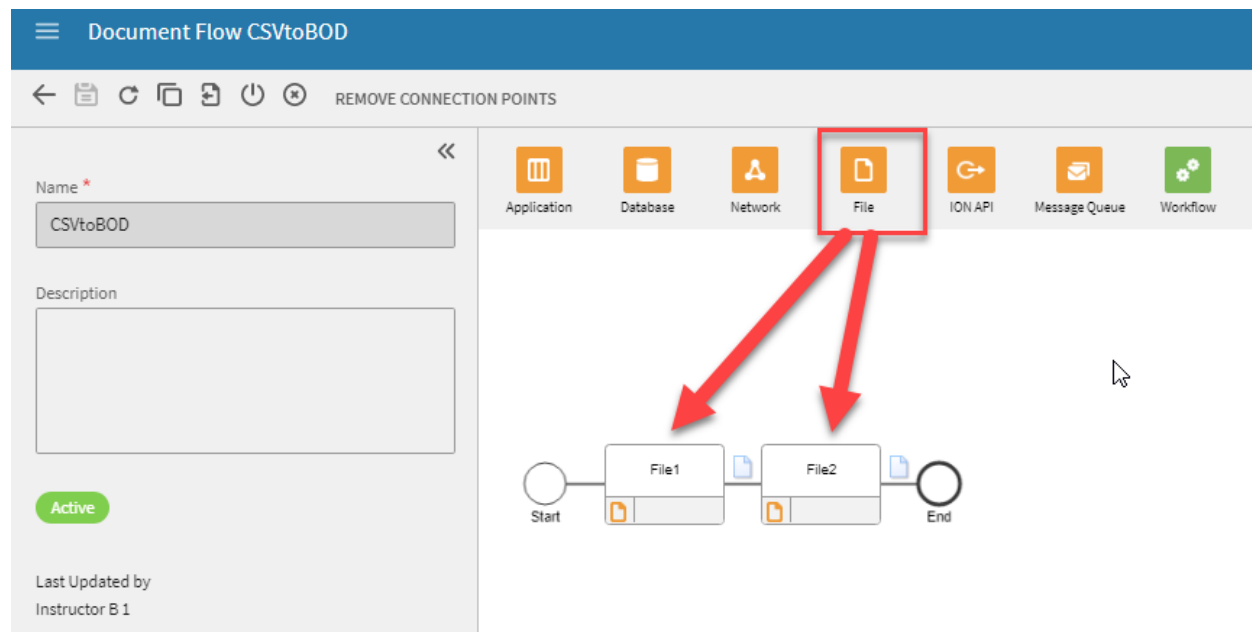 Document Flow CSVtoBOD
REMOVE CONNECTION POINTS
Name *
CSVtoBOD
Description
Active
Last Updated by
Instructor B 1
Application
Database
Network
File
ION API
Message Queue
Workflow
Start
File1
File2
End